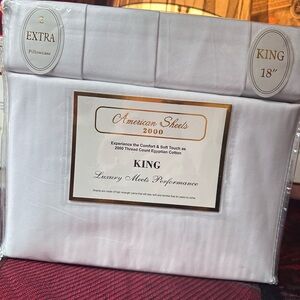 2
EXTRA
Pillowcases
KING
18"
American Sheets
2000
Experience the Comfort & Soft Touch as
2000 Thread Count Egyptian Cotton
KING
Luxury Meets Performance